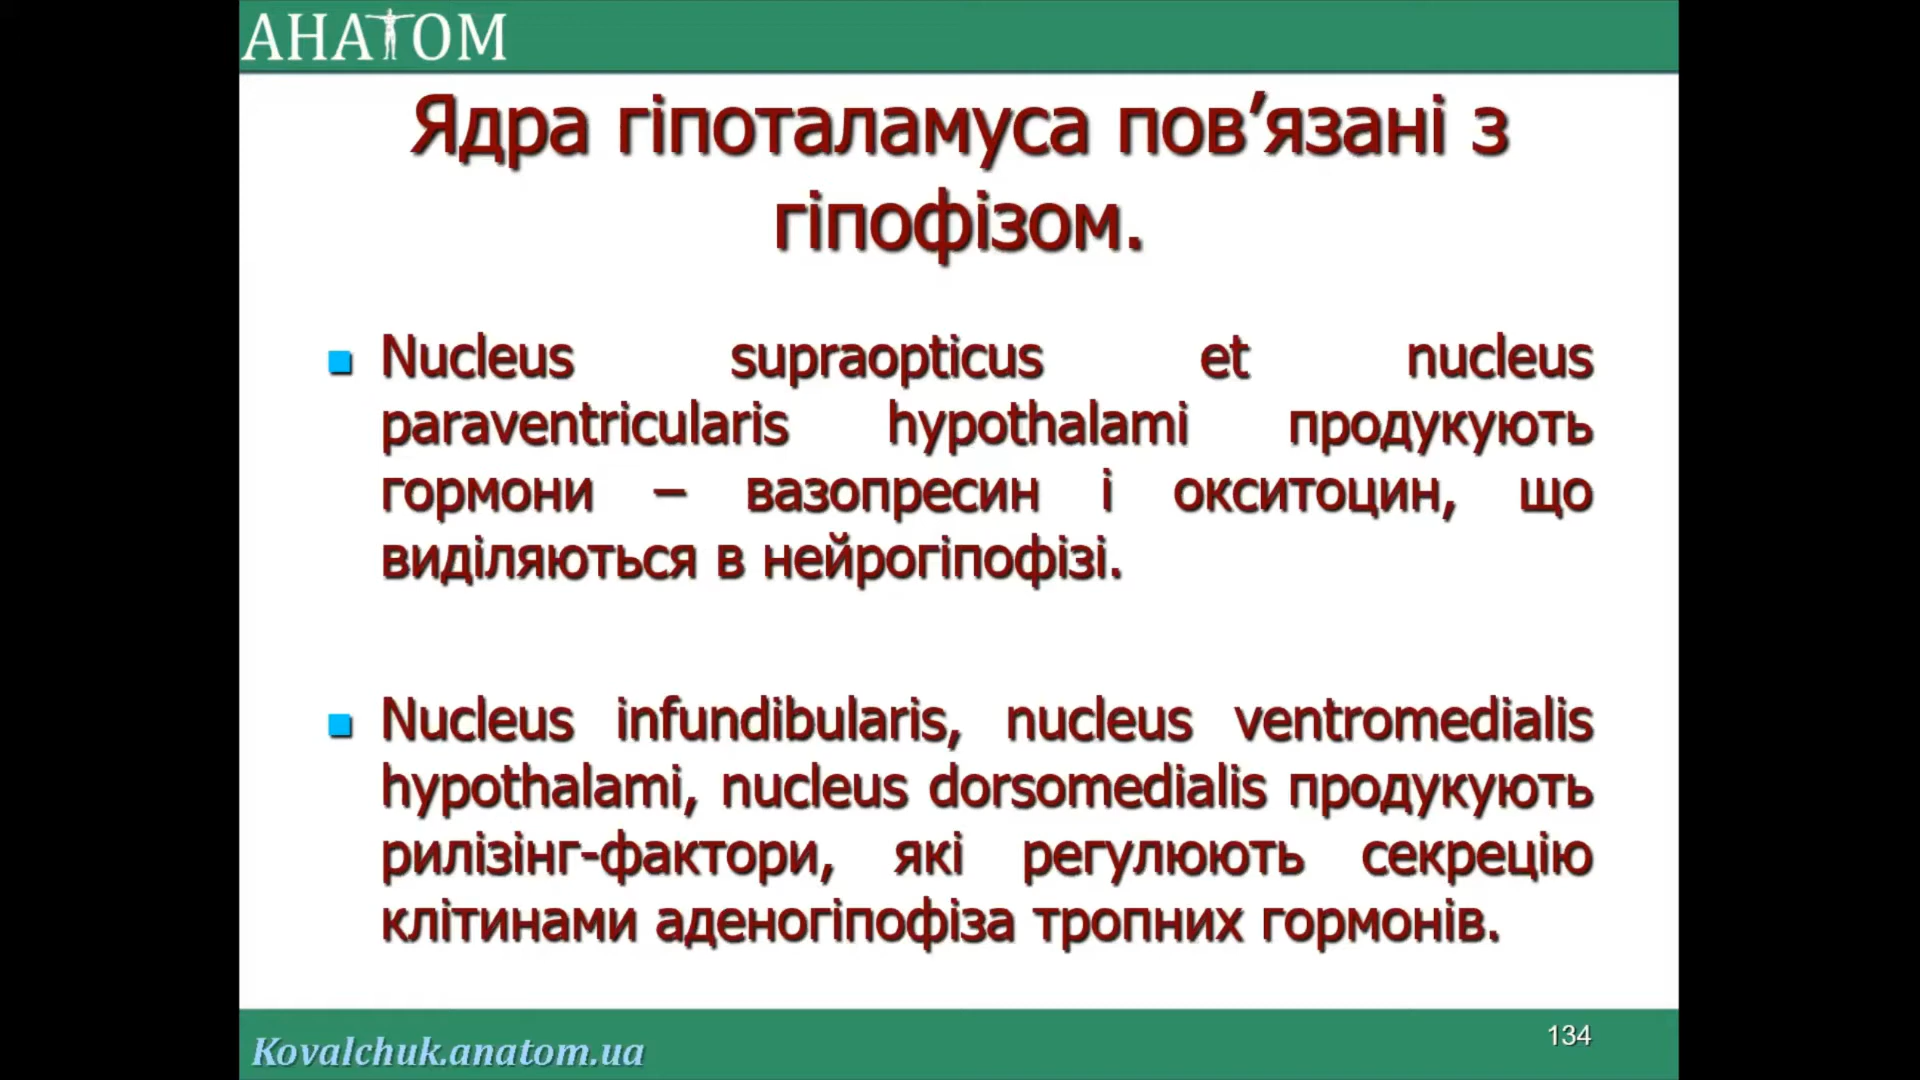 АНАТОМ
Ядра гіпоталамуса пов’язані з
гіпофізом.
Nucleus supraopticus et nucleus
paraventricularis hypothalami продукують
гормони – вазопресин і окситоцин, що
виділяються в нейрогіпофізі.
Nucleus infundibularis, nucleus ventromedialis
hypothalami, nucleus dorsomedialis продукують
рилізінг-фактори, які регулюють секрецію
клітинами аденогіпофіза тропних гормонів.
Kovalchuk.anatom.ua
134